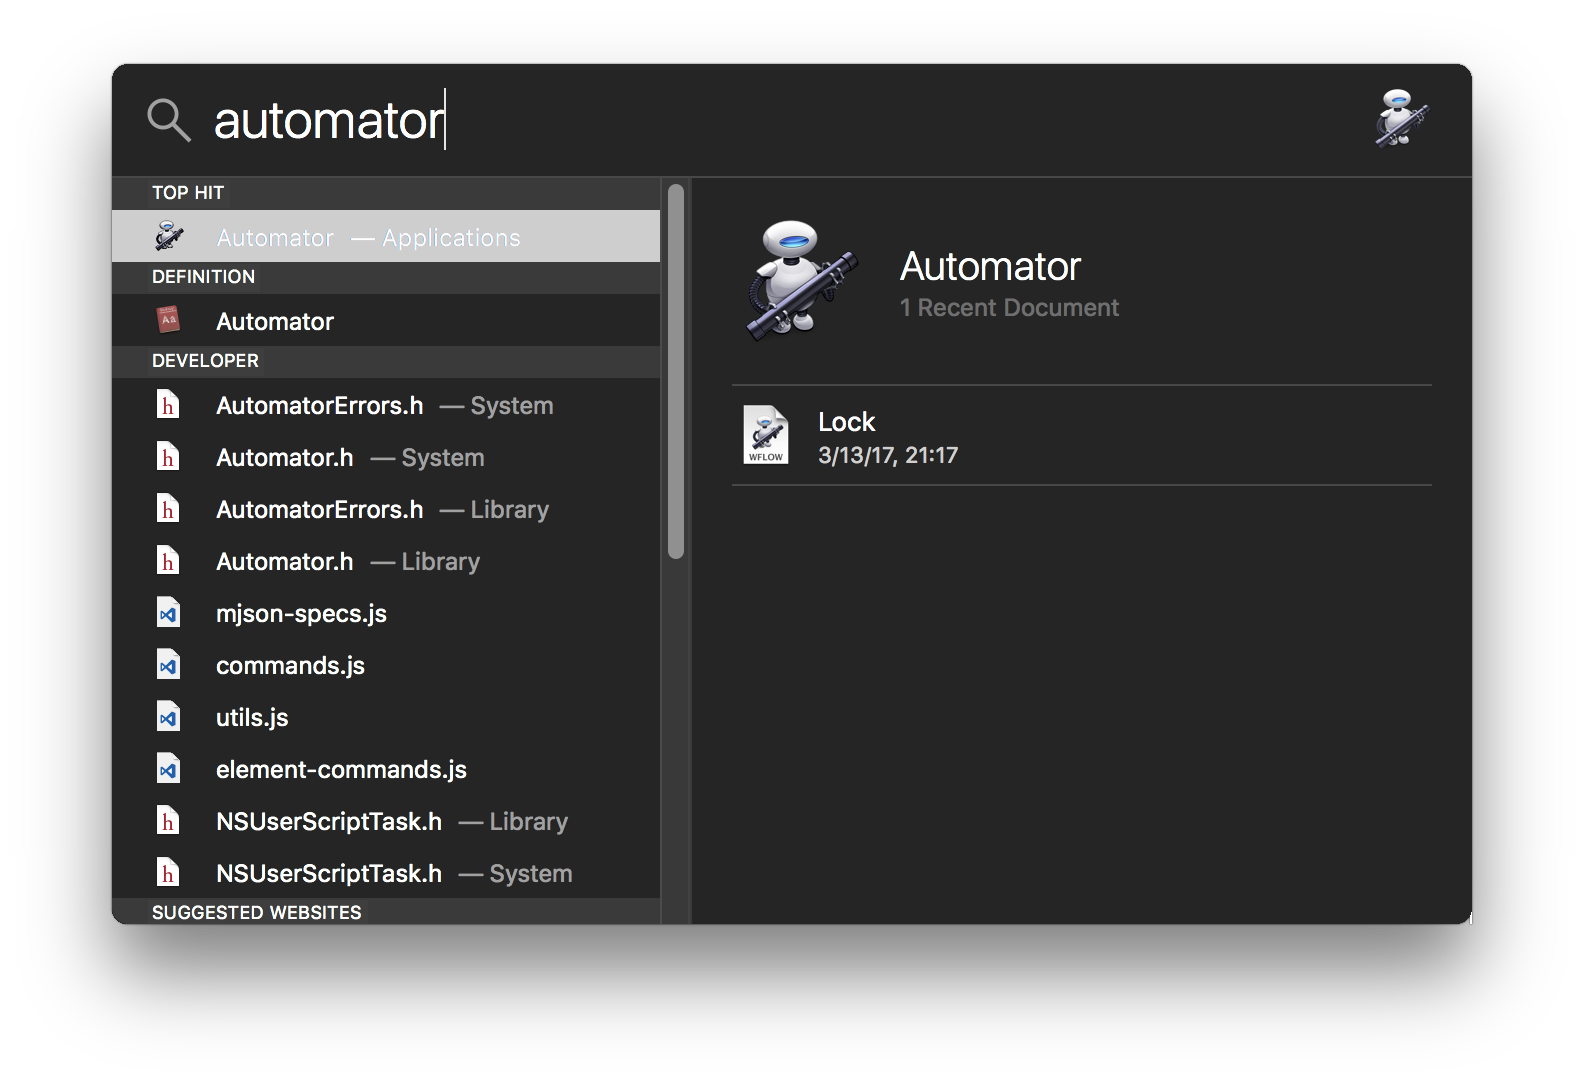 automator
TOP HIT
Automator — Applications
DEFINITION
Aa Automator
DEVELOPER
h AutomatorErrors.h — System
h Automator.h — System
h AutomatorErrors.h — Library
h Automator.h — Library
mjson-specs.js
commands.js
utils.js
element-commands.js
h NSUserScriptTask.h — Library
h NSUserScriptTask.h — System
SUGGESTED WEBSITES
Automator
1 Recent Document
Lock
WFLOW 3/13/17, 21:17